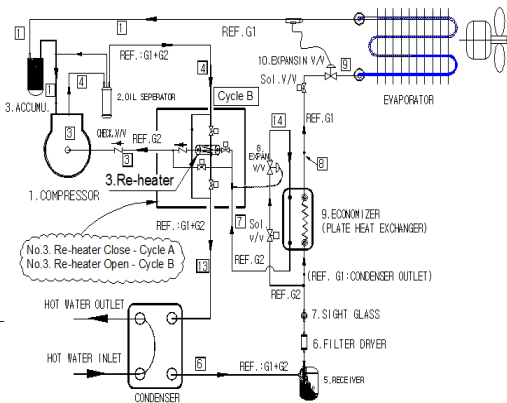 1
1
REF.G1
REF.:G1+G2
10.EXPANSIN V/V
Sol.V/V
9
EVAPORATOR
4
4
1
2,OIL SEPERATOR
3.ACCUMU.
Cycle B
REF.G1
14
3
CHECK.V/V
REF.G2
3
8.
EXPAN
V/V
8
3.Re-heater
1.COMPRESSOR
REF.:G1+G2
7
Sol
V/V
9.ECONOMIZER
(PLATE HEAT EXCHANGER)
No.3. Re-heater Close - Cycle A
No.3. Re-heater Open - Cycle B
13
REF.G2
(REF. G1:CONDENSER OUTLET)
REF.G2
HOT WATER OUTLET
7.SIGHT GLASS
6.FILTER DRYER
HOT WATER INLET
6
REF.:G1+G2
5.RECEIVER
CONDENSER